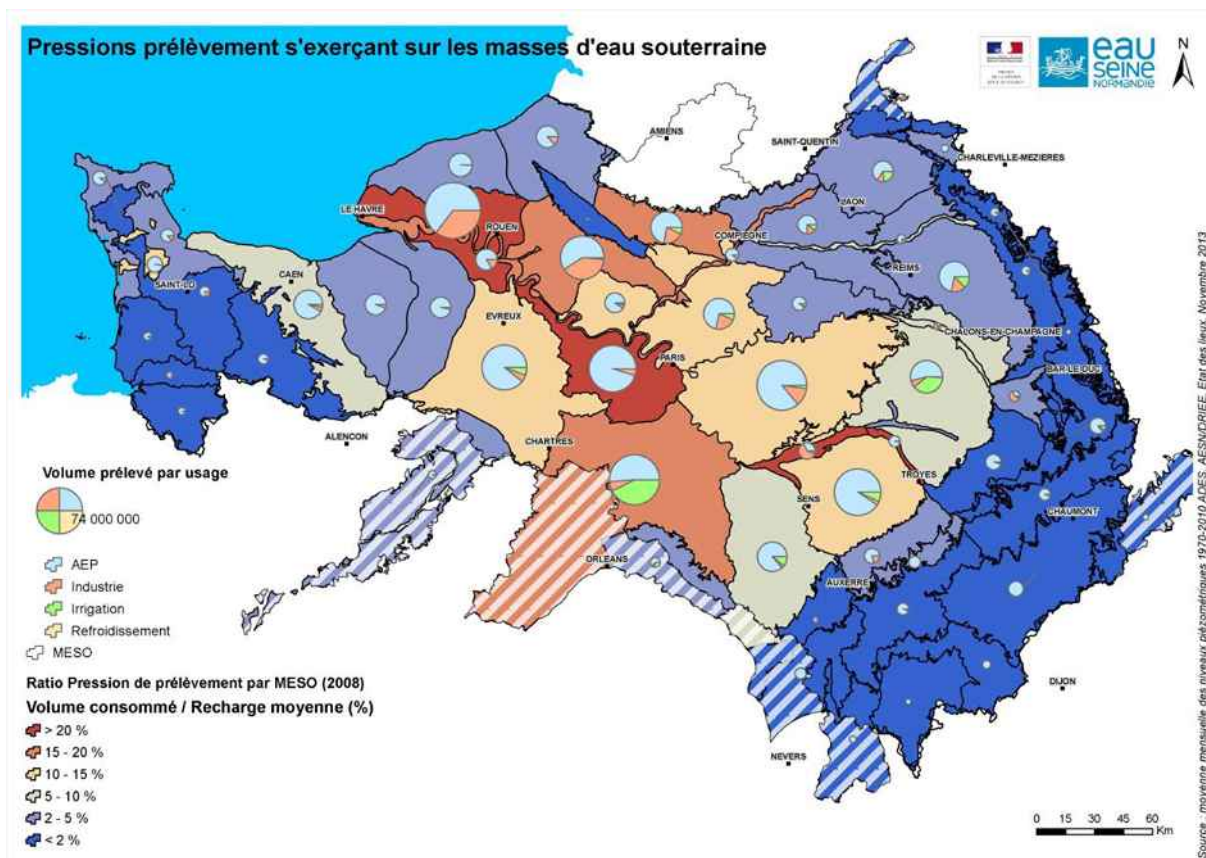 Pressions prélèvement s'exerçant sur les masses d'eau souterraine
eau
SEINE
NORMANDIE
N
AMIENS
SAINT-QUENTIN
CHARLEVILLE-MEZIERES
LAON
LE HAVRE
ROUEN
COMPIEGNE
REIMS
CAEN
SAINT-LO
EVREUX
PARIS
CHALONS-EN-CHAMPAGNE
BAR-LE-DUC
ALENCON
CHARTRES
TROYES
SENS
CHAUMONT
ORLEANS
AUXERRE
DIJON
NEVERS
Volume prélevé par usage
74 000 000
AEP
Industrie
Irrigation
Refroidissement
MESO
Ratio Pression de prélèvement par MESO (2008)
Volume consommé / Recharge moyenne (%)
> 20 %
15 - 20 %
10 - 15 %
5 - 10 %
2 - 5 %
< 2 %
0 15 30 45 60
Km
Source : moyenne mensuelle des niveaux piézométriques 1970-2010 ADES, AESN/DRIEE, Etat des lieux, Novembre 2013